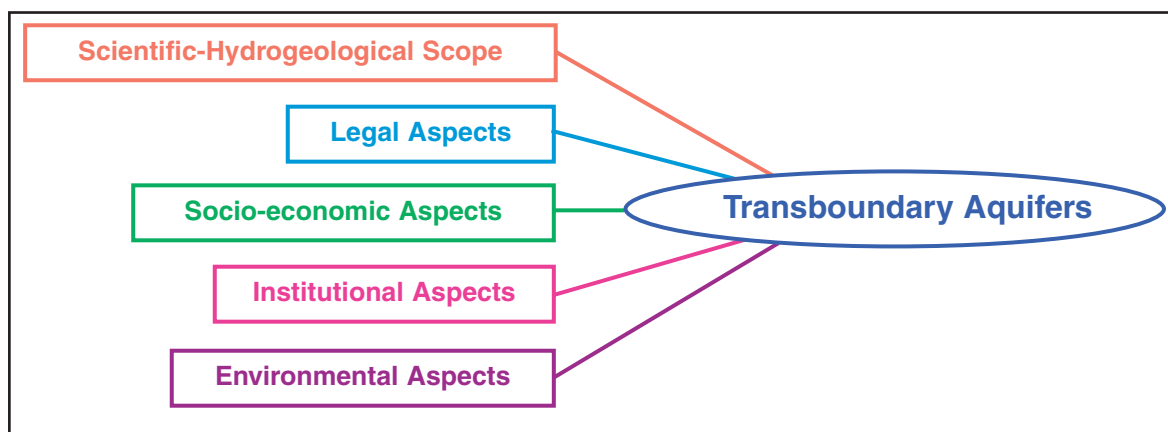 Scientific-Hydrogeological Scope
Legal Aspects
Socio-economic Aspects
Transboundary Aquifers
Institutional Aspects
Environmental Aspects